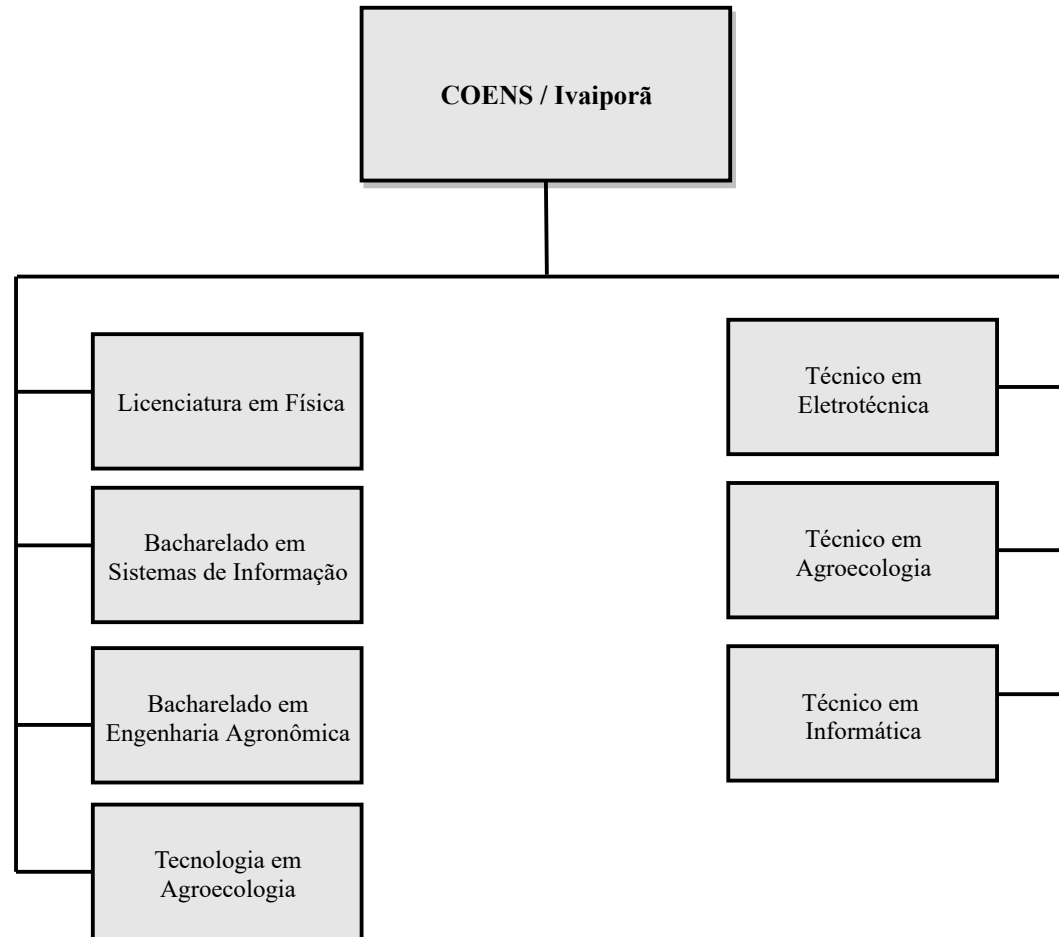 COENS / Ivaiporã
Licenciatura em Física
Bacharelado em
Sistemas de Informação
Bacharelado em
Engenharia Agronômica
Tecnologia em
Agroecologia
Técnico em
Eletrotécnica
Técnico em
Agroecologia
Técnico em
Informática